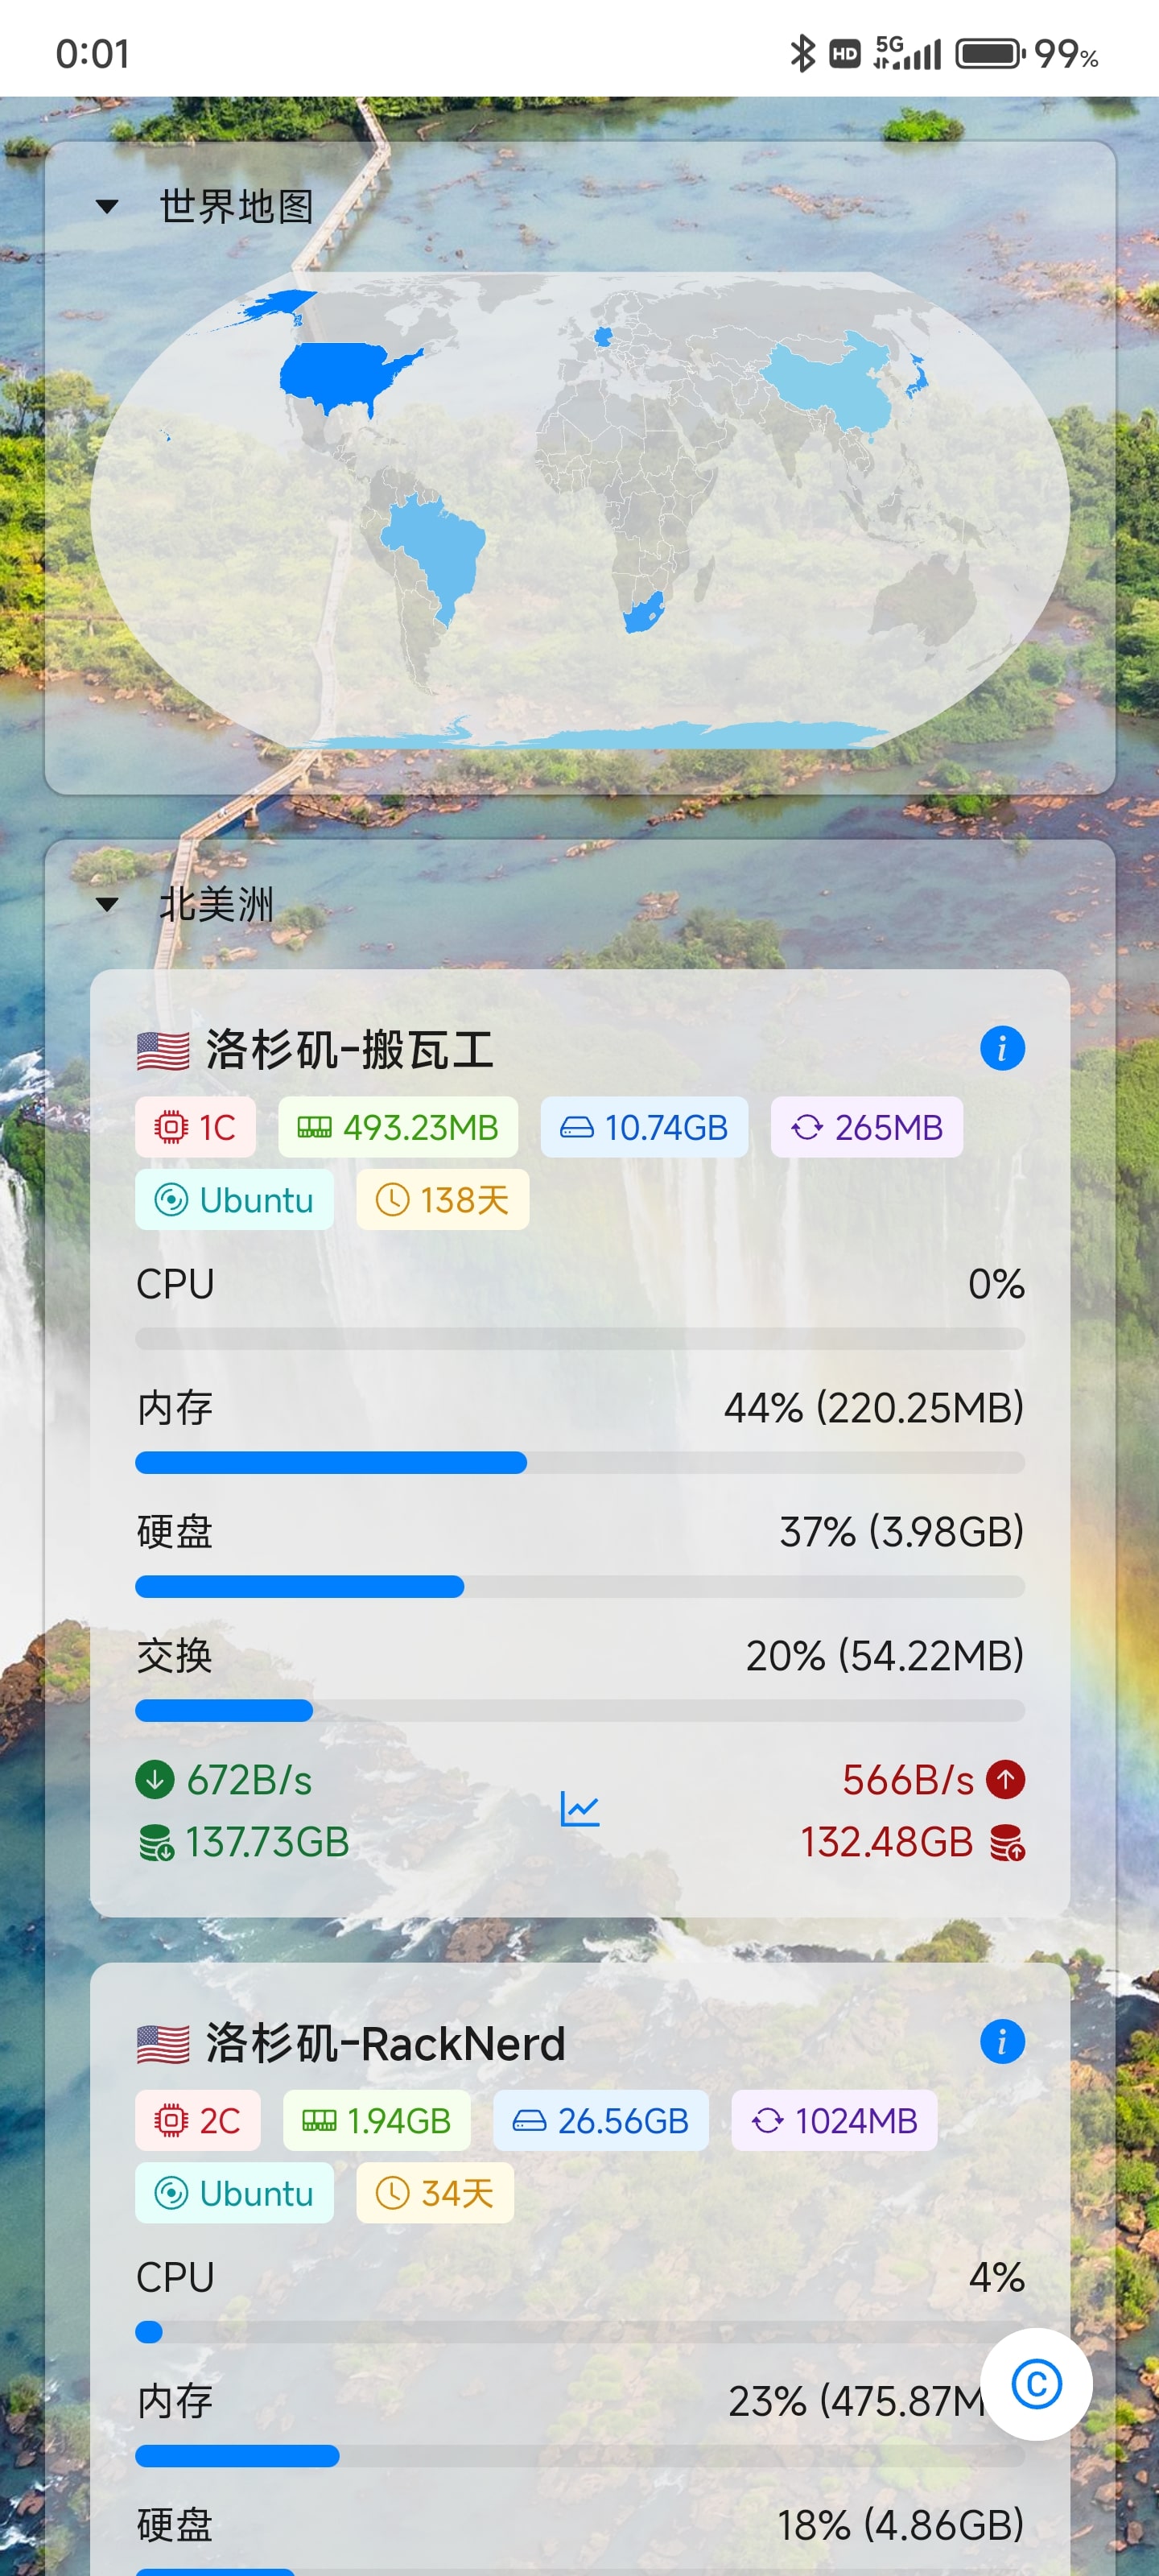 0:01 HD 5G 99%
世界地图
北美洲
洛杉矶-搬瓦工 i
1C 493.23MB 10.74GB 265MB
Ubuntu 138天
CPU 0%
内存 44% (220.25MB)
硬盘 37% (3.98GB)
交换 20% (54.22MB)
672B/s 566B/s
137.73GB 132.48GB
洛杉矶-RackNerd i
2C 1.94GB 26.56GB 1024MB
Ubuntu 34天
CPU 4%
内存 23% (475.87M
C
硬盘 18% (4.86GB)